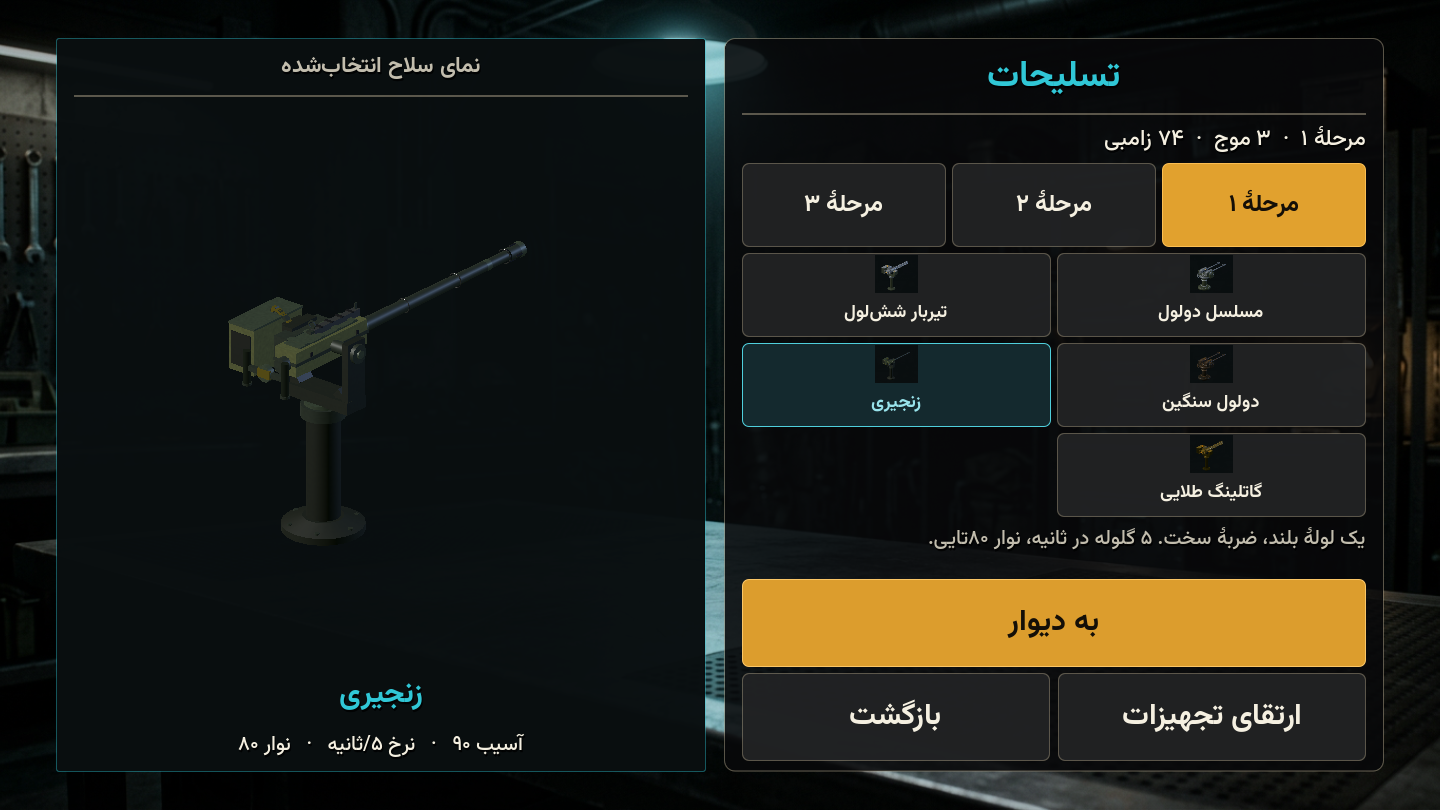 تسلیحات
مرحلهٔ ۱ · ۳ موج · ۷۴ زامبی
مرحلهٔ ۱
مرحلهٔ ۲
مرحلهٔ ۳
مسلسل دولول
تیربار شش‌لول
دولول سنگین
زنجیری
گاتلینگ طلایی
یک لولهٔ بلند، ضربهٔ سخت. ۵ گلوله در ثانیه، نوار ۸۰تایی.
به دیوار
ارتقای تجهیزات
بازگشت
نمای سلاح انتخاب‌شده
زنجیری
آسیب ۹۰ · نرخ ۵/ثانیه · نوار ۸۰